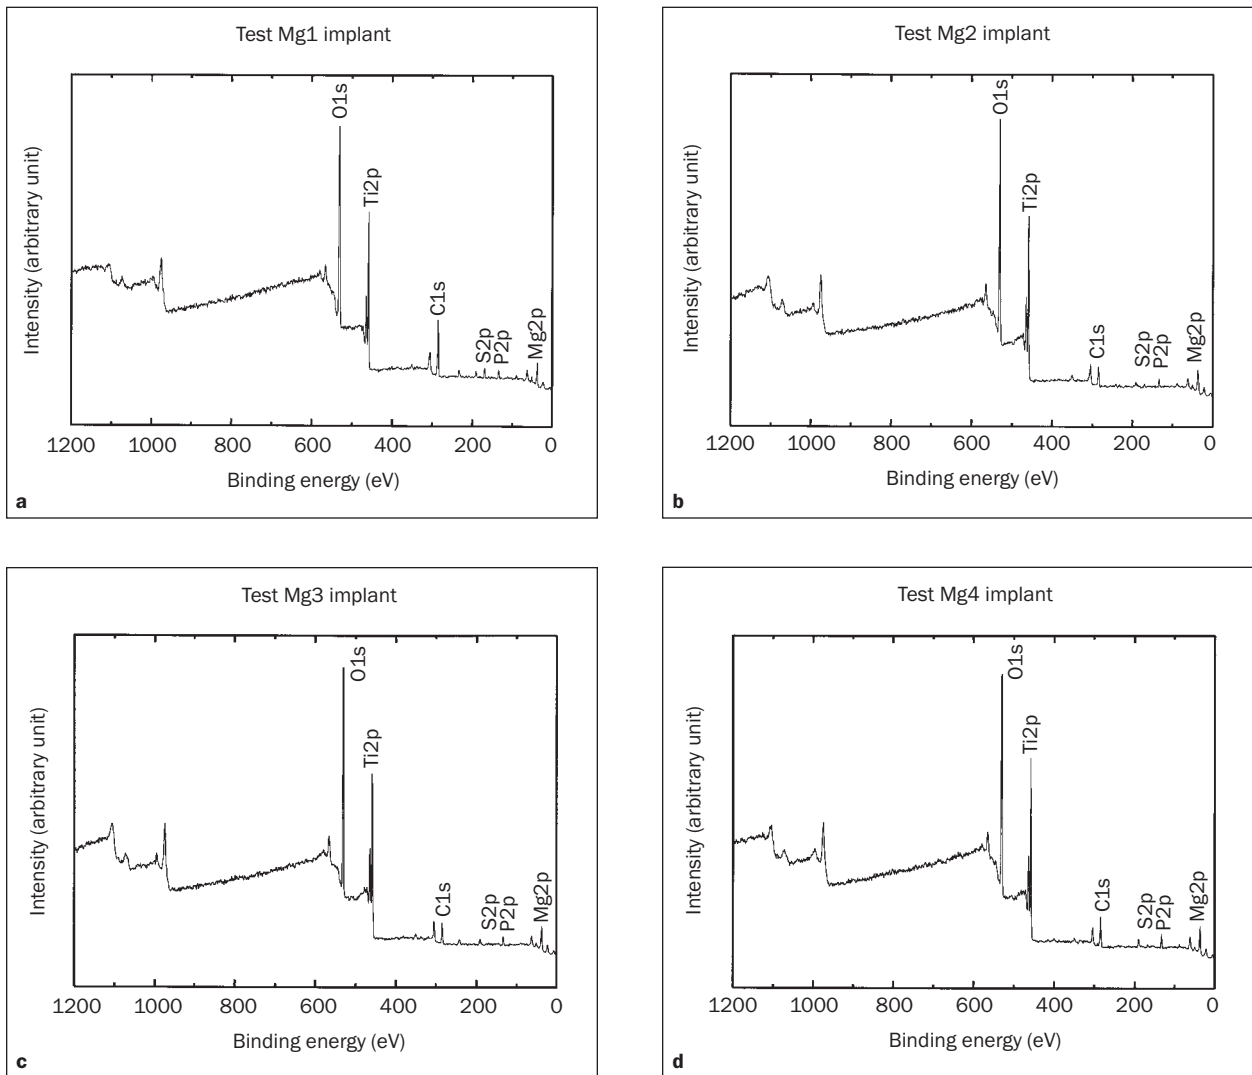 Test Mg1 implant
Intensity (arbitrary unit)
O1s
Ti2p
C1s
S2p
P2p
Mg2p
1200 1000 800 600 400 200 0
Binding energy (eV)
a
Test Mg2 implant
Intensity (arbitrary unit)
O1s
Ti2p
C1s
S2p
P2p
Mg2p
1200 1000 800 600 400 200 0
Binding energy (eV)
b
Test Mg3 implant
Intensity (arbitrary unit)
O1s
Ti2p
C1s
S2p
P2p
Mg2p
1200 1000 800 600 400 200 0
Binding energy (eV)
c
Test Mg4 implant
Intensity (arbitrary unit)
O1s
Ti2p
C1s
S2p
P2p
Mg2p
1200 1000 800 600 400 200 0
Binding energy (eV)
d